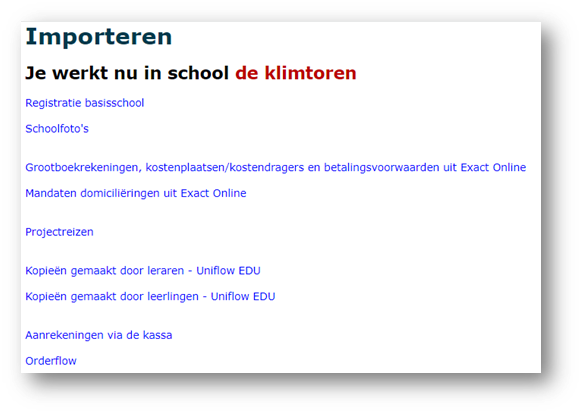 Importeren
Je werkt nu in school de klimtoren
Registratie basisschool
Schoolfoto's
Grootboekrekeningen, kostenplaatsen/kostendragers en betalingsvoorwaarden uit Exact Online
Mandaten domiciliëringen uit Exact Online
Projectreizen
Kopieën gemaakt door leraren - Uniflow EDU
Kopieën gemaakt door leerlingen - Uniflow EDU
Aanrekeningen via de kassa
Orderflow